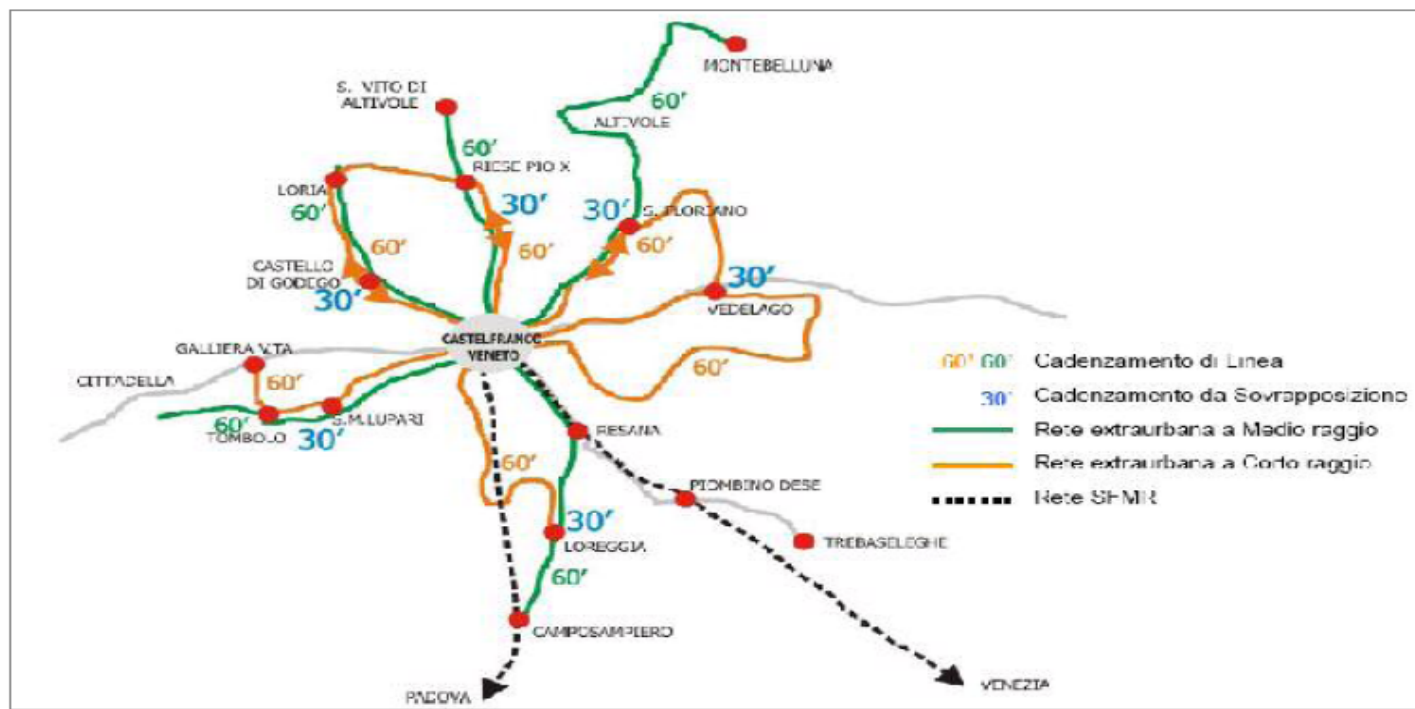 MONTEBELLUNA
S. VITO DI
ALTIVOLE
60'
ALTIVOLE
60'
RIESE PIO X
LORIA
60'
30'
30'
S. FLORIANO
60'
60'
60'
CASTELLO
DI GODEGO
30'
30'
VEDELAGO
CASTELFRANCO
VENETO
GALLIERA V.TA
CITTADELLA
60'
60'
60' 60' Cadenzamento di Linea
30' Cadenzamento da Sovrapposizione
S.M.LUPARI
60'
TOMBOLO
30'
RESANA
Rete extraurbana a Medio raggio
60'
Rete extraurbana a Corto raggio
PIOMBINO DESE
Rete SFMR
30'
LOREGGIA
TREBASELEGHE
60'
CAMPOSAMPIERO
PADOVA
VENEZIA